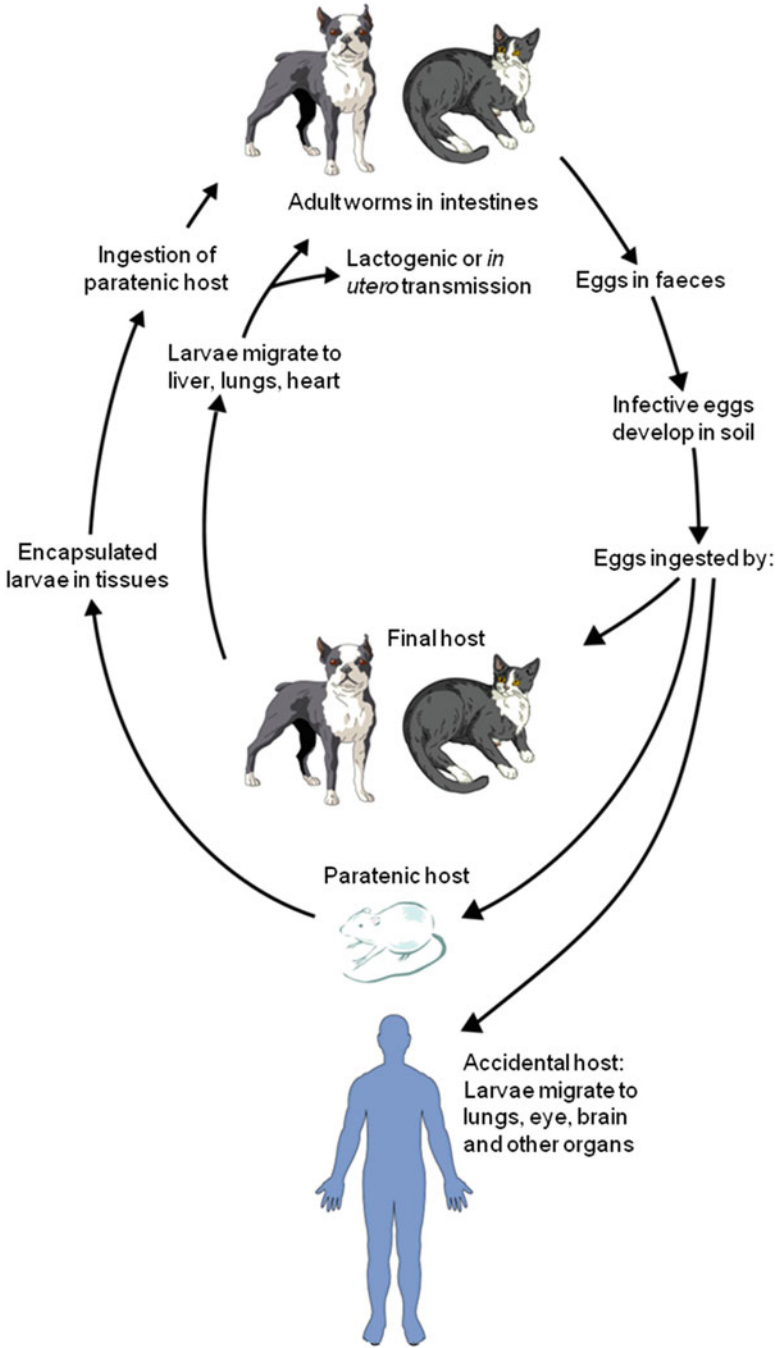 Adult worms in intestines
Ingestion of
paratenic host
Lactogenic or in
utero transmission
Eggs in faeces
Larvae migrate to
liver, lungs, heart
Infective eggs
develop in soil
Encapsulated
larvae in tissues
Eggs ingested by:
Final host
Paratenic host
Accidental host:
Larvae migrate to
lungs, eye, brain
and other organs